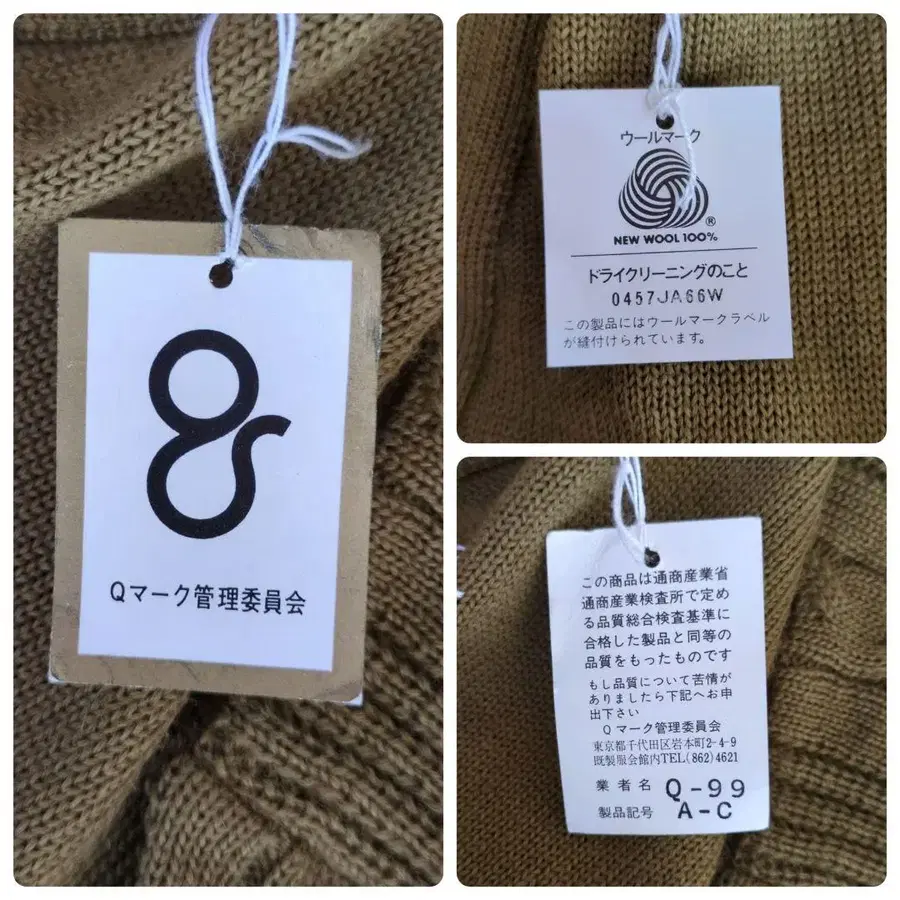 Qマーク管理委員会
ウールマーク
®
NEW WOOL 100%
ドライクリーニングのこと
0457JA66W
この製品にはウールマークラベル
が縫付けられています。
この商品は通商産業省
通商産業検査所で定め
る品質総合検査基準に
合格した製品と同等の
品質をもったものです
もし品質について苦情が
ありましたら下記へお申
出下さい
Qマーク管理委員会
東京都千代田区岩本町2-4-9
既製服会館内TEL(862)4621
業者名 Q-99
製品記号 A-C